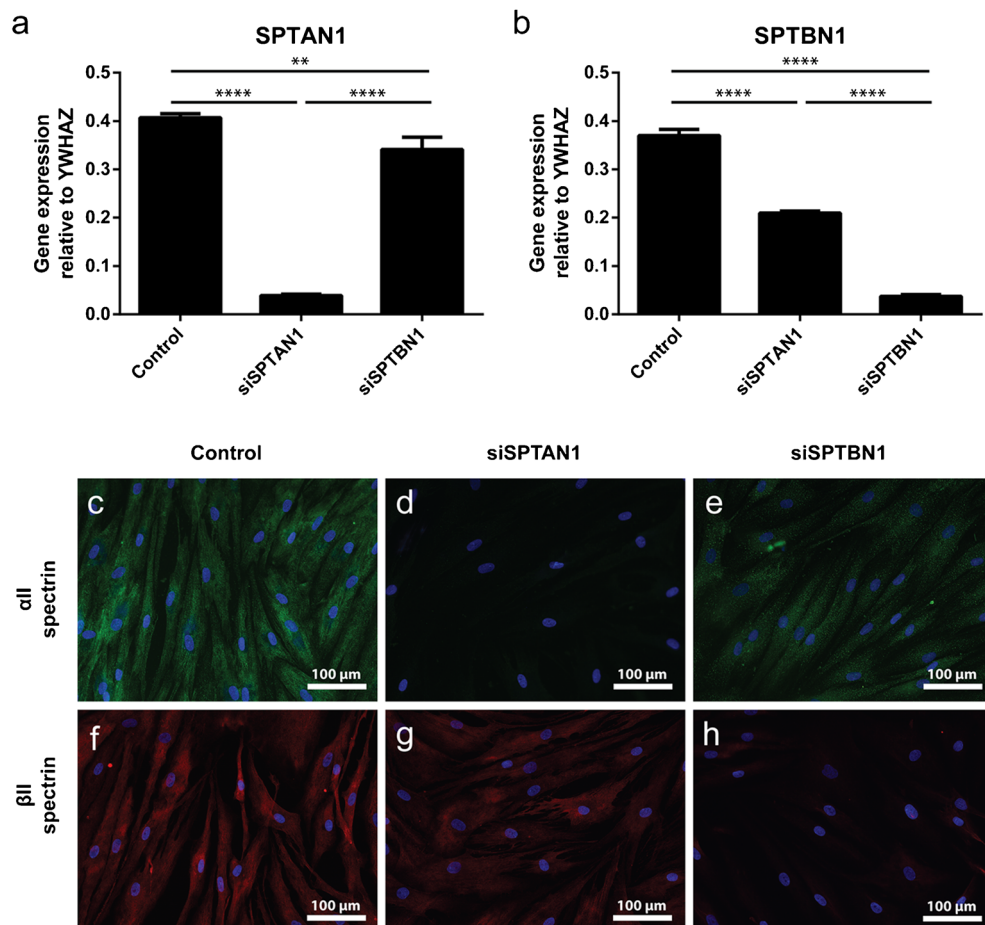 a
SPTAN1
**
****
****
Gene expression
relative to YWHAZ
0.5
0.4
0.3
0.2
0.1
0.0
Control
siSPTAN1
siSPTBN1
b
SPTBN1
****
****
****
Gene expression
relative to YWHAZ
0.5
0.4
0.3
0.2
0.1
0.0
Control
siSPTAN1
siSPTBN1
Control
siSPTAN1
siSPTBN1
αII
spectrin
c
100 µm
d
100 µm
e
100 µm
βII
spectrin
f
100 µm
g
100 µm
h
100 µm